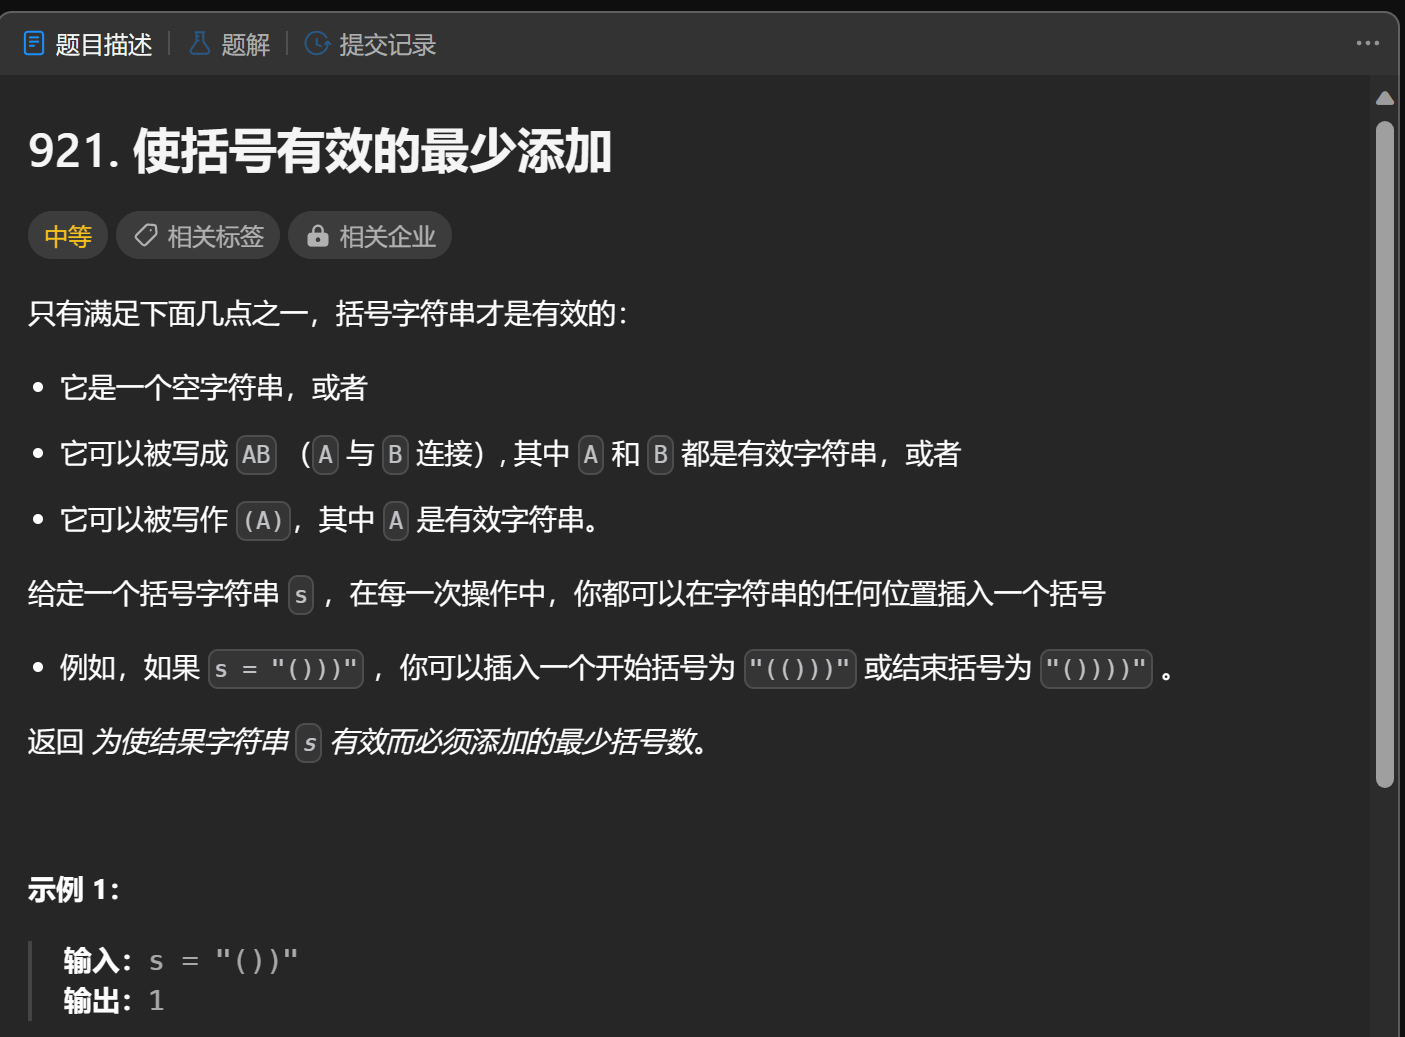 题目描述 | 题解 | 提交记录
921. 使括号有效的最少添加
中等 相关标签 相关企业
只有满足下面几点之一，括号字符串才是有效的：
• 它是一个空字符串，或者
• 它可以被写成 AB （A 与 B 连接）, 其中 A 和 B 都是有效字符串，或者
• 它可以被写作 (A)，其中 A 是有效字符串。
给定一个括号字符串 s ，在每一次操作中，你都可以在字符串的任何位置插入一个括号
• 例如，如果 s = "()))" ，你可以插入一个开始括号为 "(()))" 或结束括号为 "())))" 。
返回 为使结果字符串 s 有效而必须添加的最少括号数。
示例 1：
输入：s = "())"
输出：1